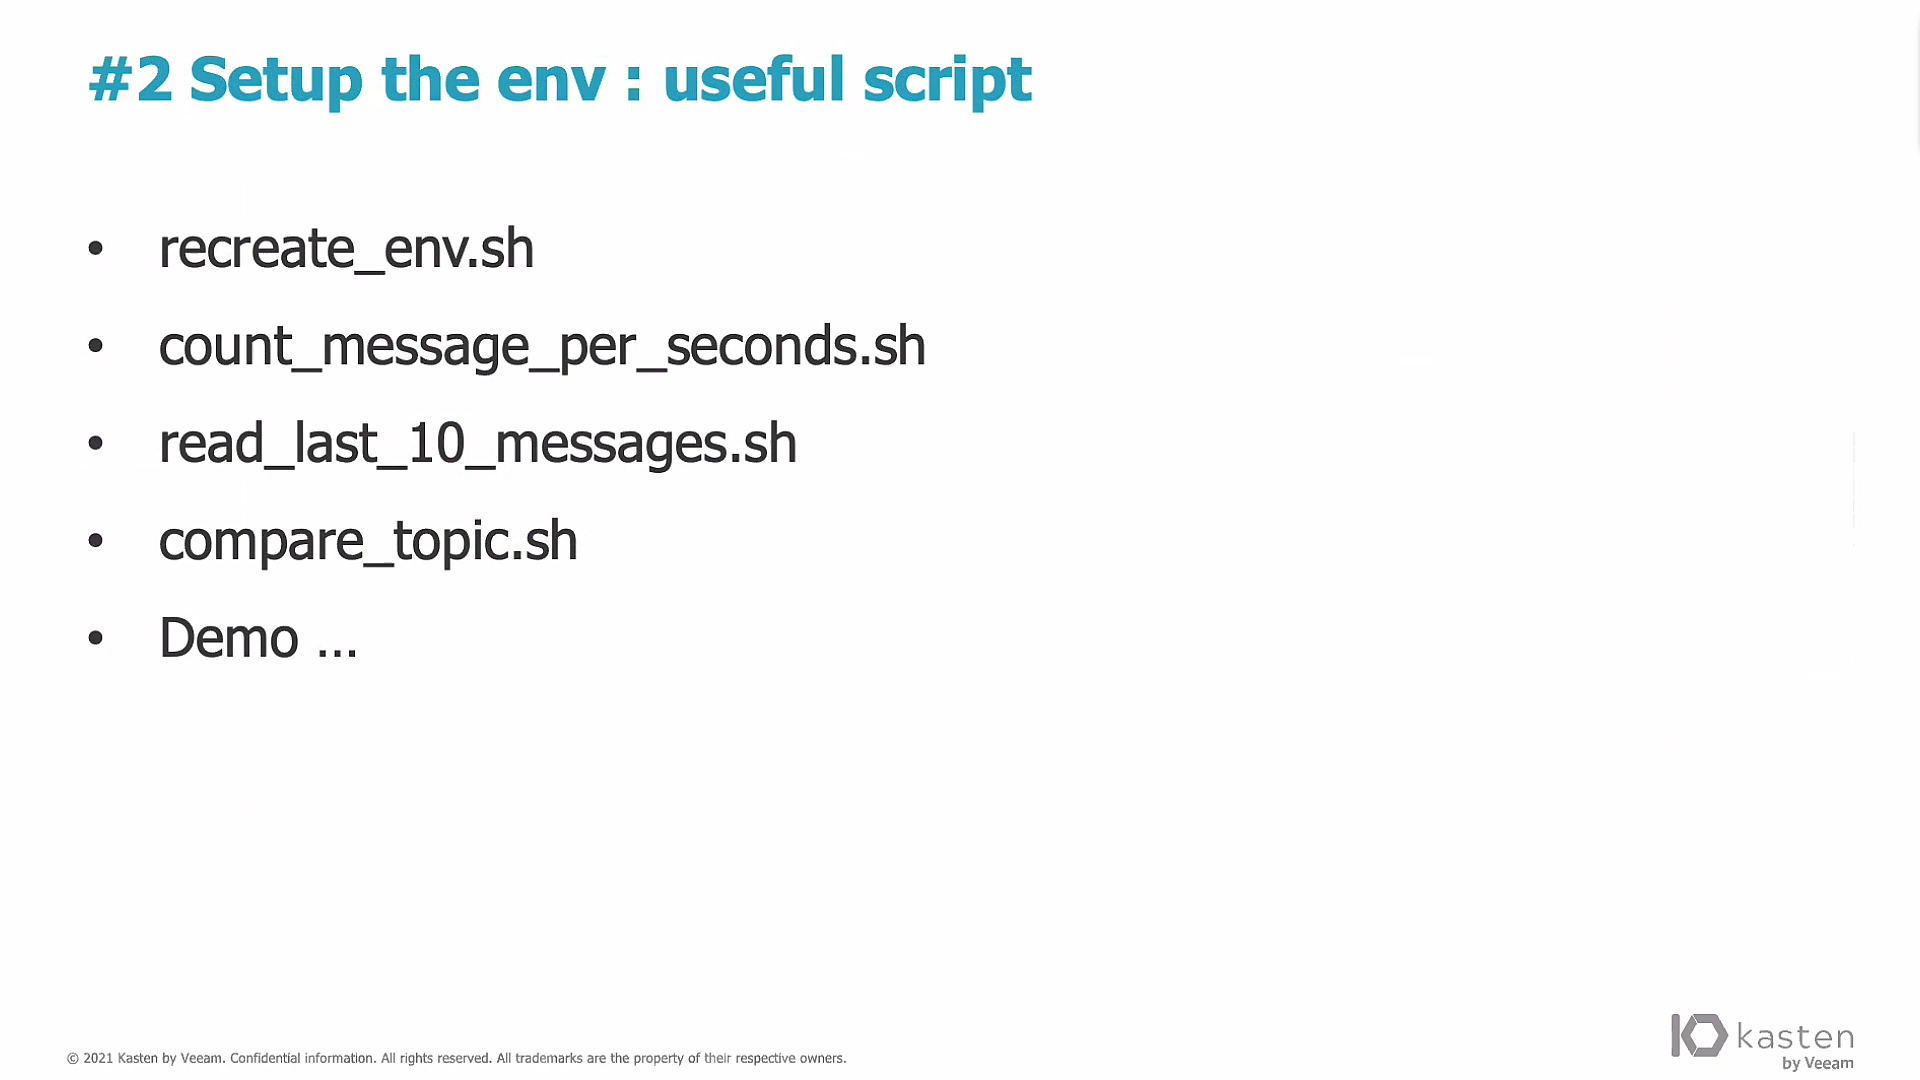 #2 Setup the env : useful script
• recreate_env.sh
• count_message_per_seconds.sh
• read_last_10_messages.sh
• compare_topic.sh
• Demo ...
© 2021 Kasten by Veeam. Confidential information. All rights reserved. All trademarks are the property of their respective owners.
kasten
by Veeam